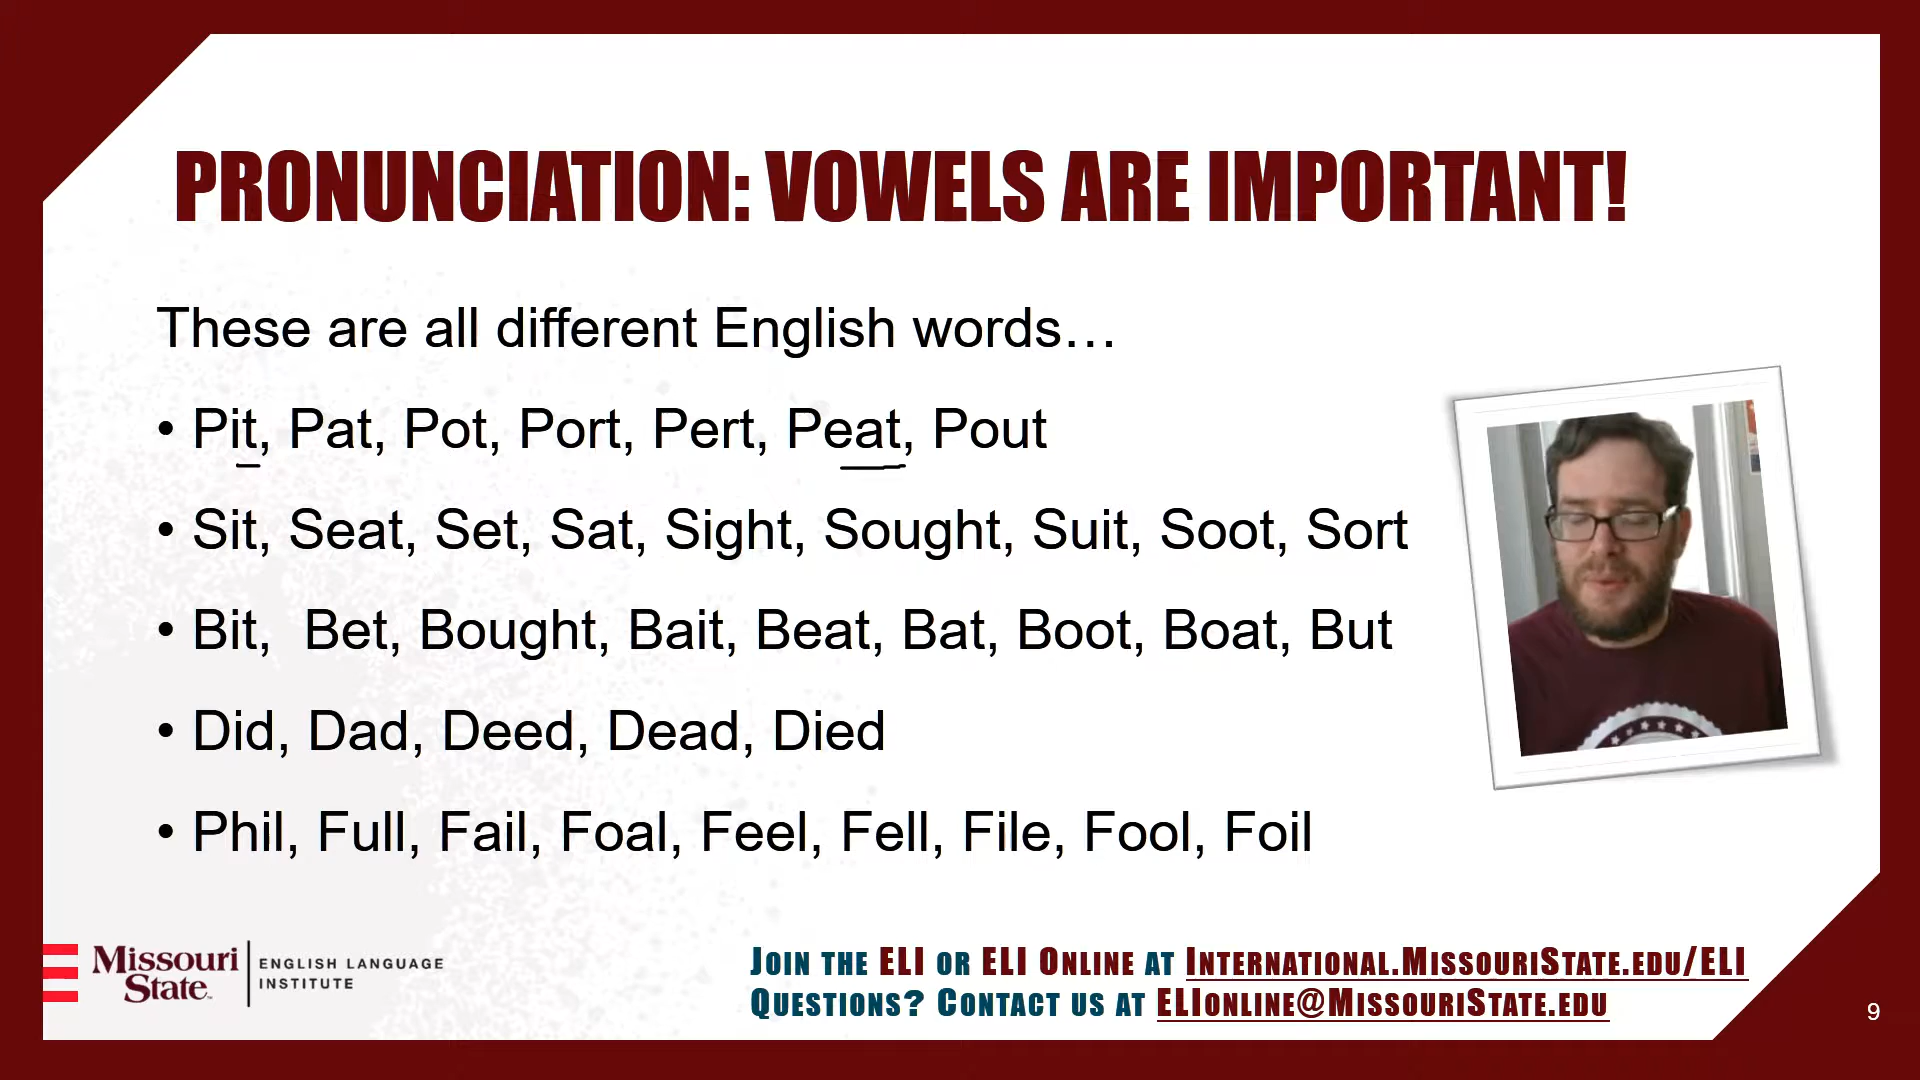 PRONUNCIATION: VOWELS ARE IMPORTANT!
These are all different English words…
• Pit, Pat, Pot, Port, Pert, Peat, Pout
• Sit, Seat, Set, Sat, Sight, Sought, Suit, Soot, Sort
• Bit,  Bet, Bought, Bait, Beat, Bat, Boot, Boat, But
• Did, Dad, Deed, Dead, Died
• Phil, Full, Fail, Foal, Feel, Fell, File, Fool, Foil
Missouri
State™
ENGLISH LANGUAGE
INSTITUTE
JOIN THE ELI OR ELI ONLINE AT INTERNATIONAL.MISSOURISTATE.EDU/ELI
QUESTIONS? CONTACT US AT ELIONLINE@MISSOURISTATE.EDU
9